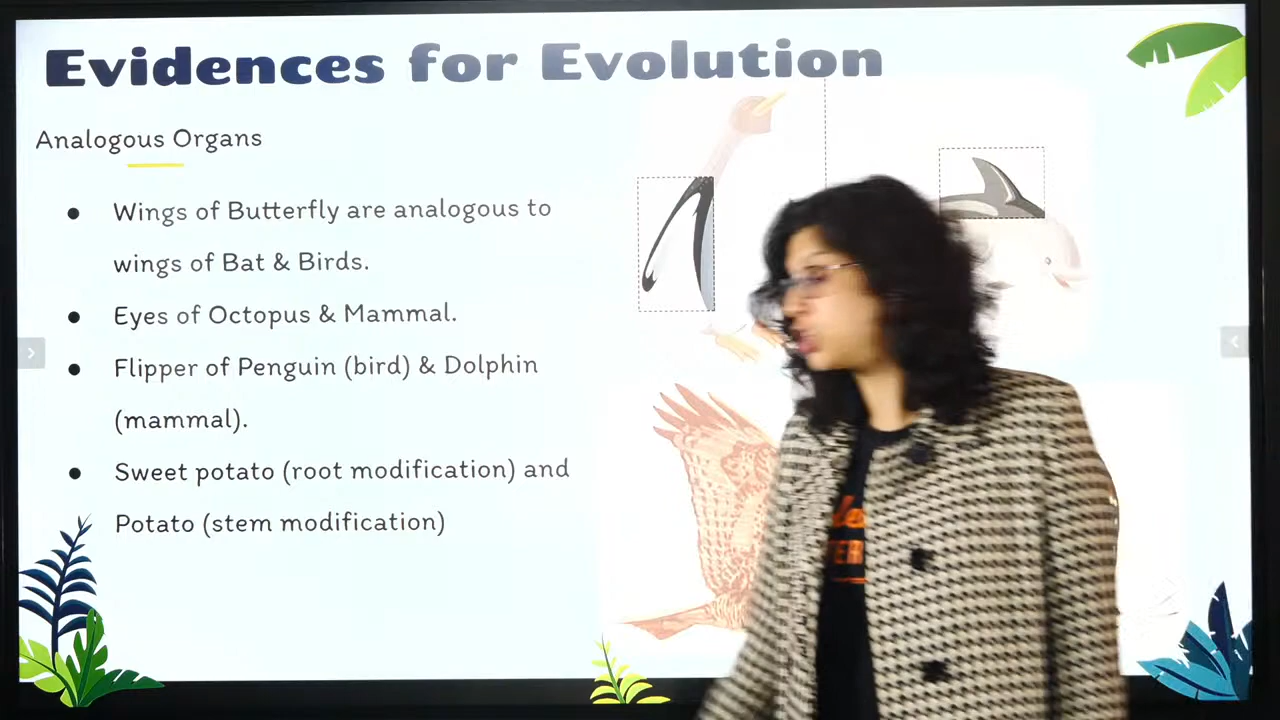 Evidences for Evolution
Analogous Organs
Wings of Butterfly are analogous to
wings of Bat & Birds.
Eyes of Octopus & Mammal.
Flipper of Penguin (bird) & Dolphin
(mammal).
Sweet potato (root modification) and
Potato (stem modification)